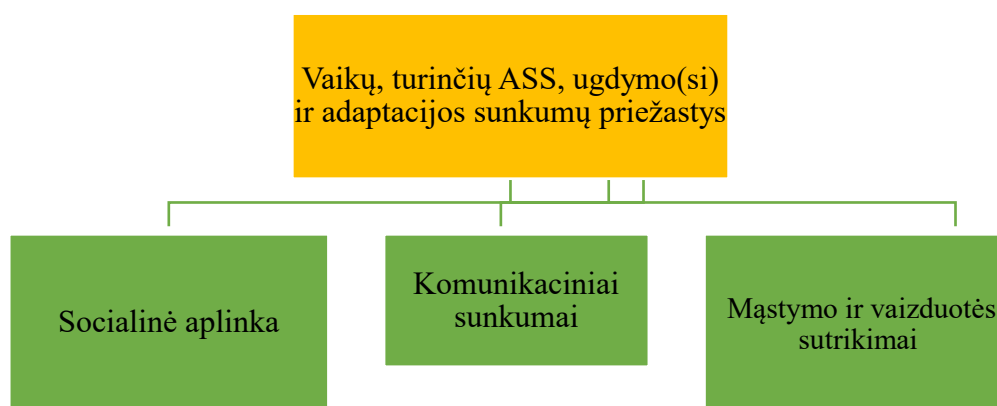 Vaikų, turinčių ASS, ugdymo(si)
ir adaptacijos sunkumų priežastys
Socialinė aplinka
Komunikaciniai
sunkumai
Mąstymo ir vaizduotės
sutrikimai